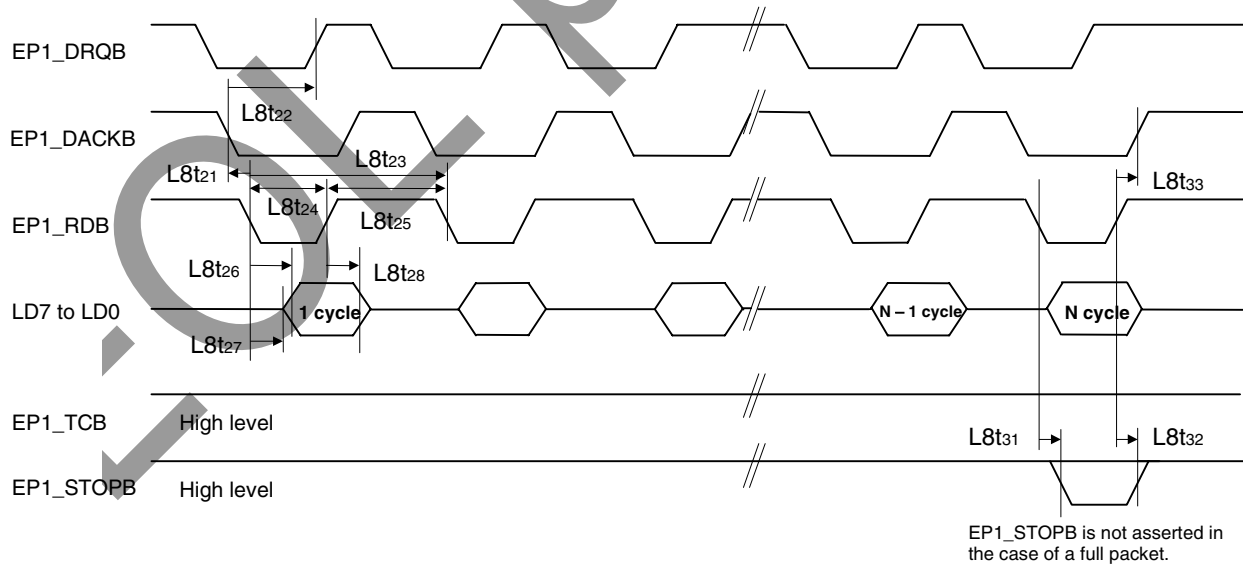 EP1_DRQB
L8t22
EP1_DACKB
L8t23
L8t21
L8t33
L8t24
L8t25
EP1_RDB
L8t26
L8t28
LD7 to LD0
1 cycle
N – 1 cycle
N cycle
L8t27
EP1_TCB
High level
L8t31
L8t32
EP1_STOPB
High level
EP1_STOPB is not asserted in
the case of a full packet.